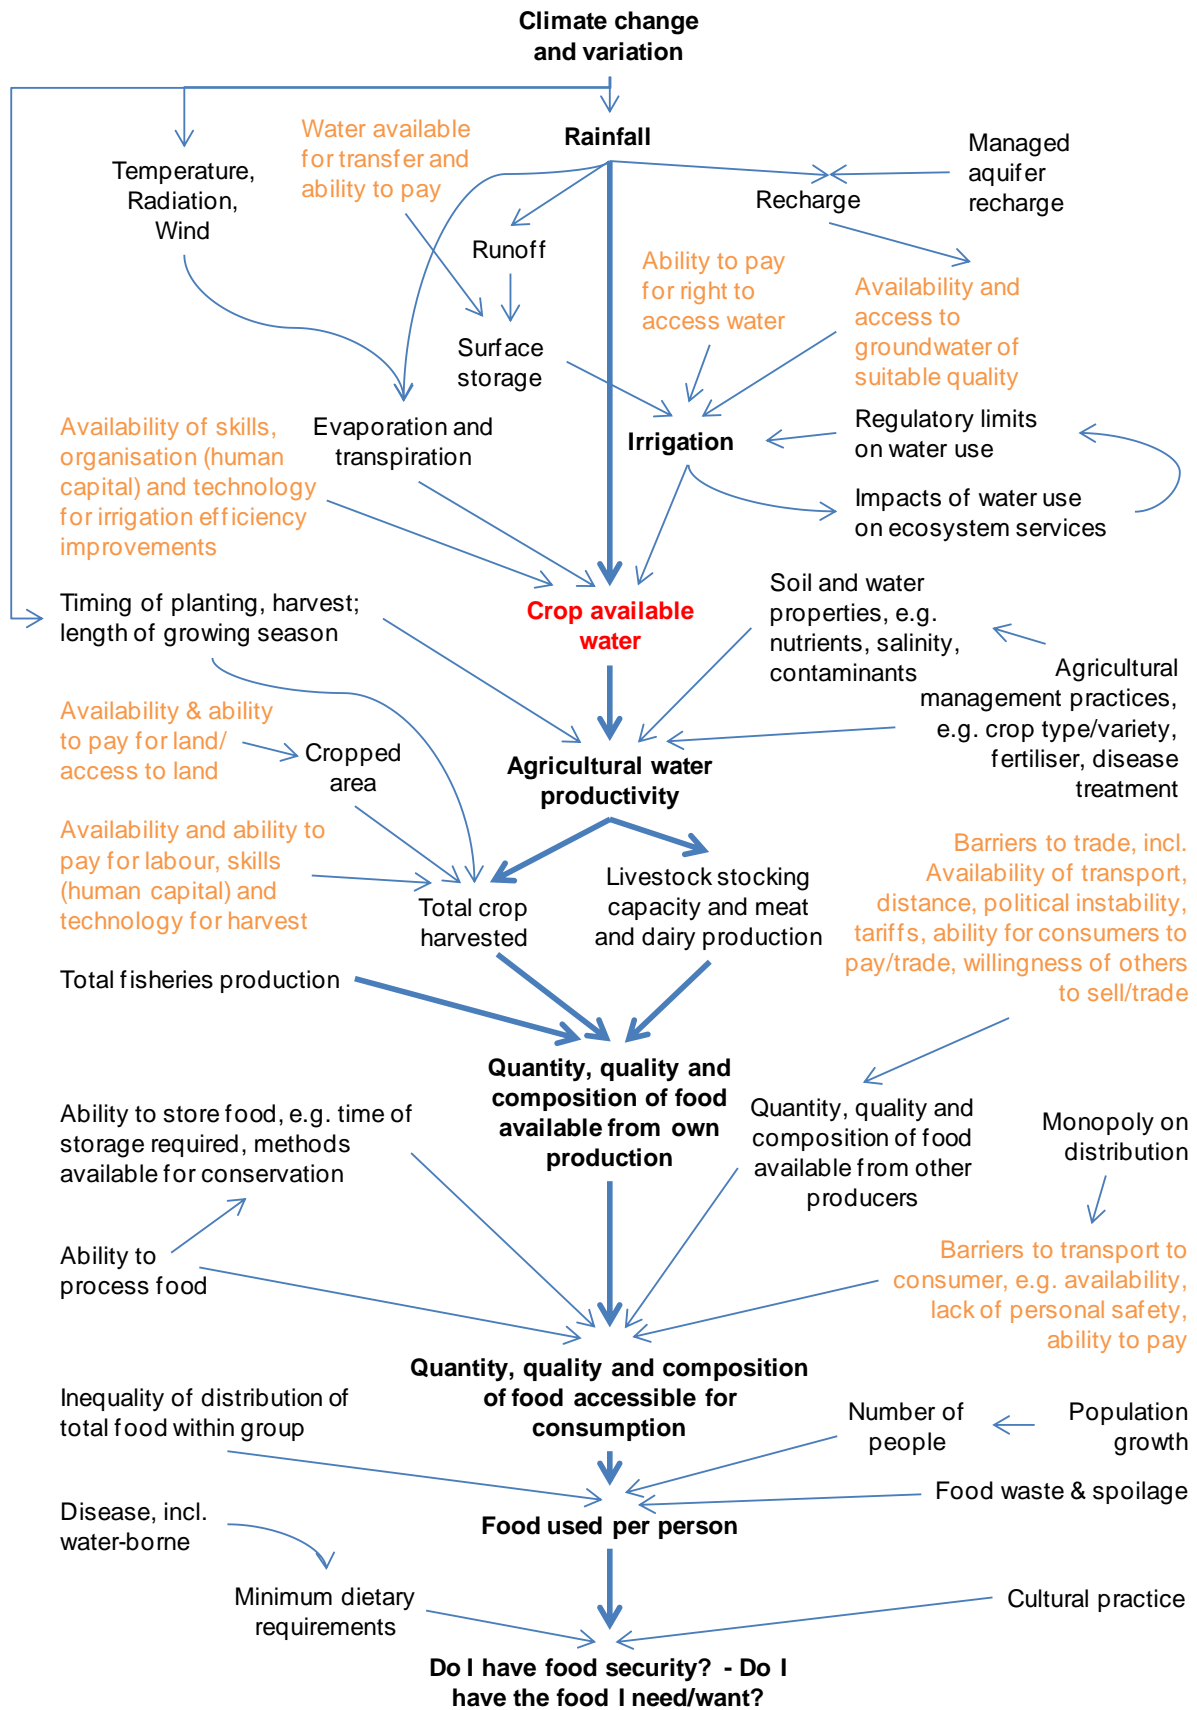 Climate change
and variation
Water available
for transfer and
ability to pay
Rainfall
Managed
aquifer
recharge
Temperature,
Radiation,
Wind
Recharge
Runoff
Ability to pay
for right to
access water
Availability and
access to
groundwater of
suitable quality
Surface
storage
Availability of skills,
organisation (human
capital) and technology
for irrigation efficiency
improvements
Evaporation and
transpiration
Irrigation
Regulatory limits
on water use
Impacts of water use
on ecosystem services
Timing of planting, harvest;
length of growing season
Crop available
water
Soil and water
properties, e.g.
nutrients, salinity,
contaminants
Agricultural
management practices,
e.g. crop type/variety,
fertiliser, disease
treatment
Availability & ability
to pay for land/
access to land
Cropped
area
Agricultural water
productivity
Availability and ability to
pay for labour, skills
(human capital) and
technology for harvest
Total crop
harvested
Livestock stocking
capacity and meat
and dairy production
Barriers to trade, incl.
Availability of transport,
distance, political instability,
tariffs, ability for consumers to
pay/trade, willingness of others
to sell/trade
Total fisheries production
Quantity, quality and
composition of food
available from own
production
Ability to store food, e.g. time of
storage required, methods
available for conservation
Quantity, quality and
composition of food
available from other
producers
Monopoly on
distribution
Ability to
process food
Barriers to transport to
consumer, e.g. availability,
lack of personal safety,
ability to pay
Quantity, quality and composition
of food accessible for
consumption
Inequality of distribution of
total food within group
Number of
people
Population
growth
Food waste & spoilage
Disease, incl.
water-borne
Food used per person
Minimum dietary
requirements
Cultural practice
Do I have food security? - Do I
have the food I need/want?